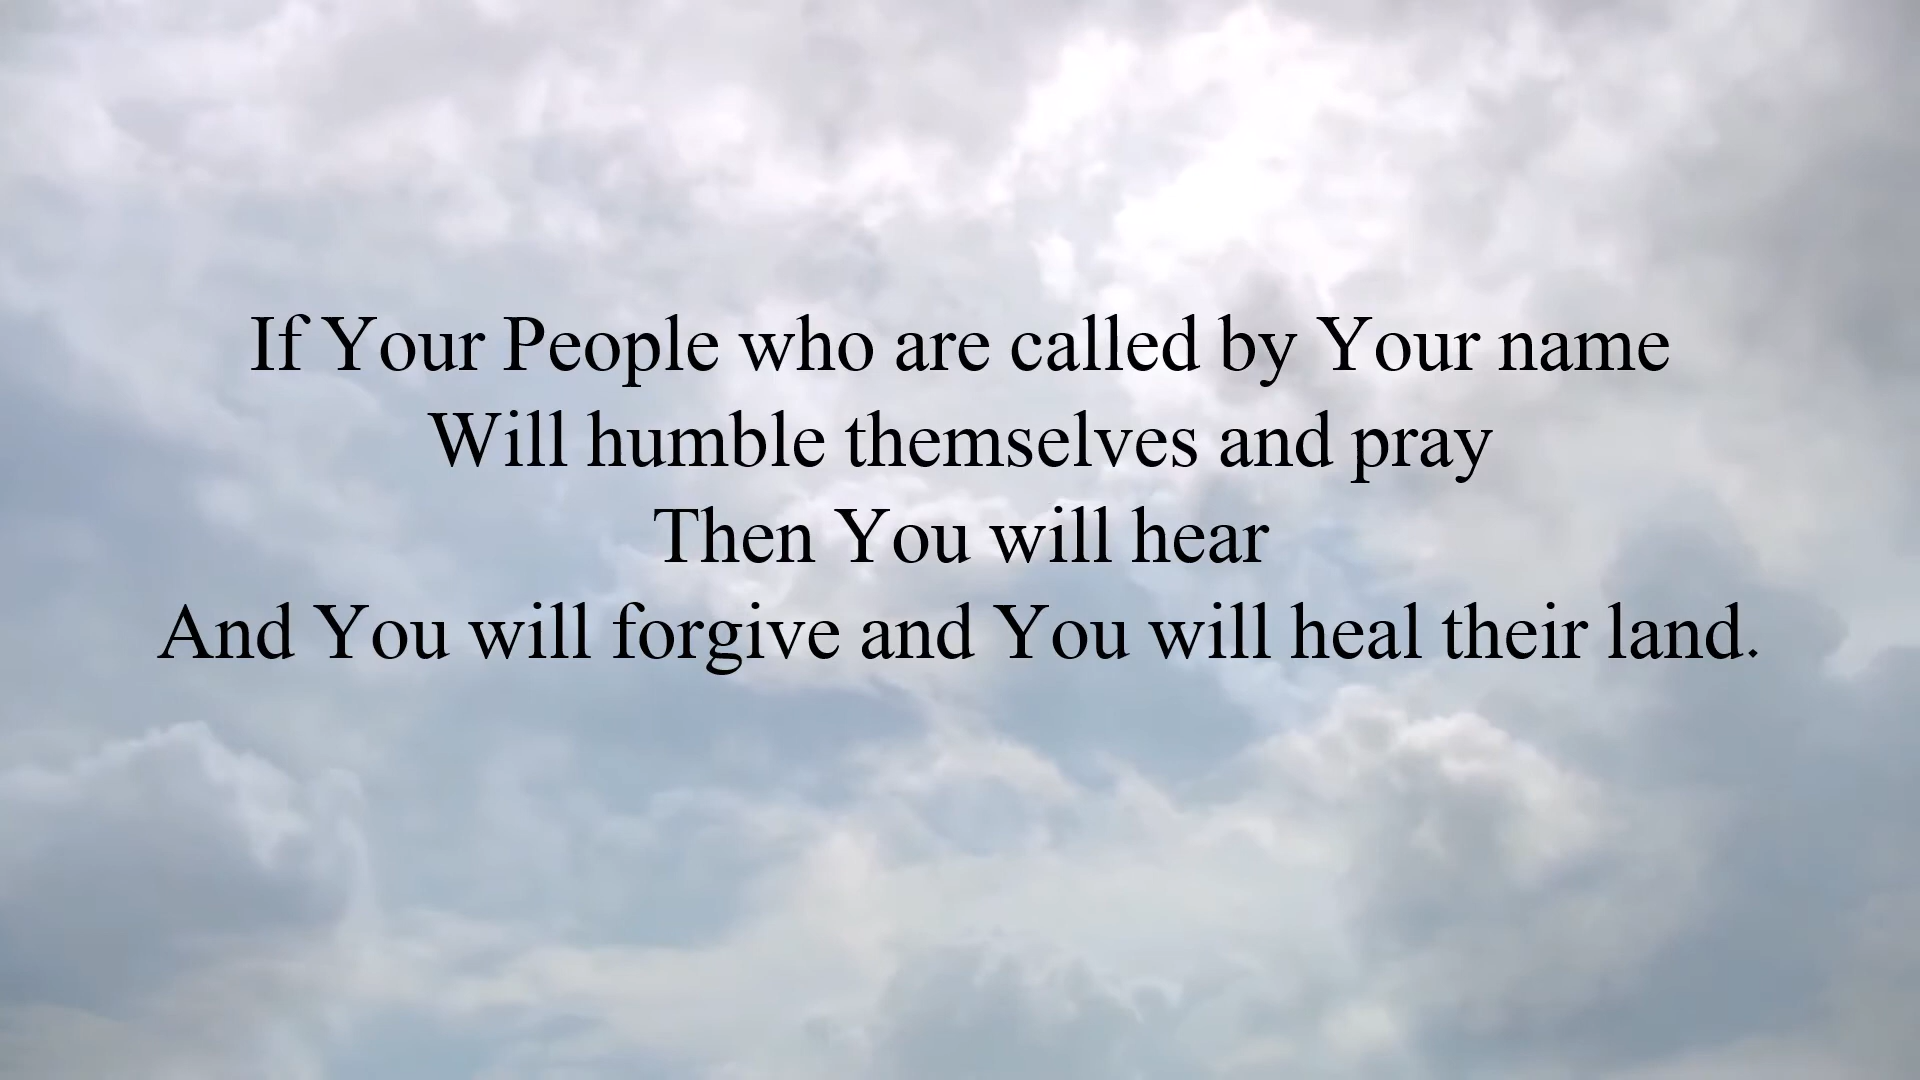 If Your People who are called by Your name
Will humble themselves and pray
Then You will hear
And You will forgive and You will heal their land.